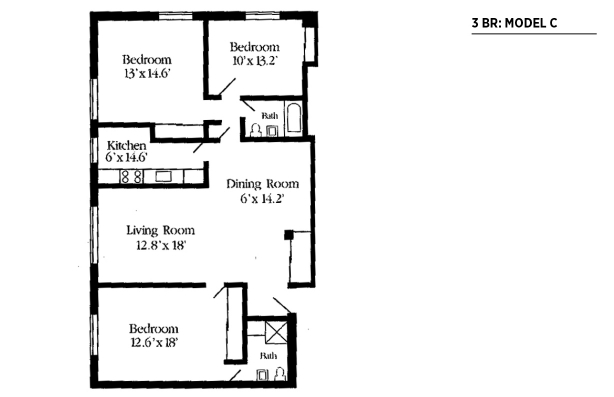 3 BR: MODEL C
Bedroom
13' x 14.6'
Bedroom
10' x 13.2'
Bath
Kitchen
6' x 14.6'
Dining Room
6' x 14.2'
Living Room
12.8' x 18'
Bedroom
12.6' x 18'
Bath